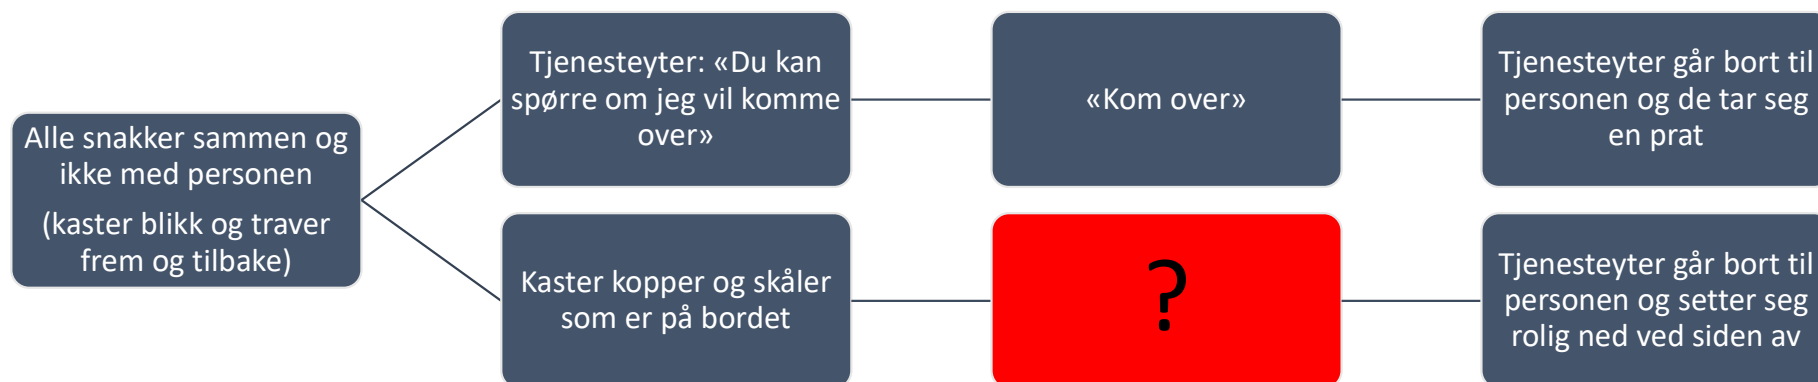 Alle snakker sammen og
ikke med personen
(kaster blikk og traver
frem og tilbake)
Tjenesteyter: «Du kan
spørre om jeg vil komme
over»
«Kom over»
Tjenesteyter går bort til
personen og de tar seg
en prat
Kaster kopper og skåler
som er på bordet
?
Tjenesteyter går bort til
personen og setter seg
rolig ned ved siden av